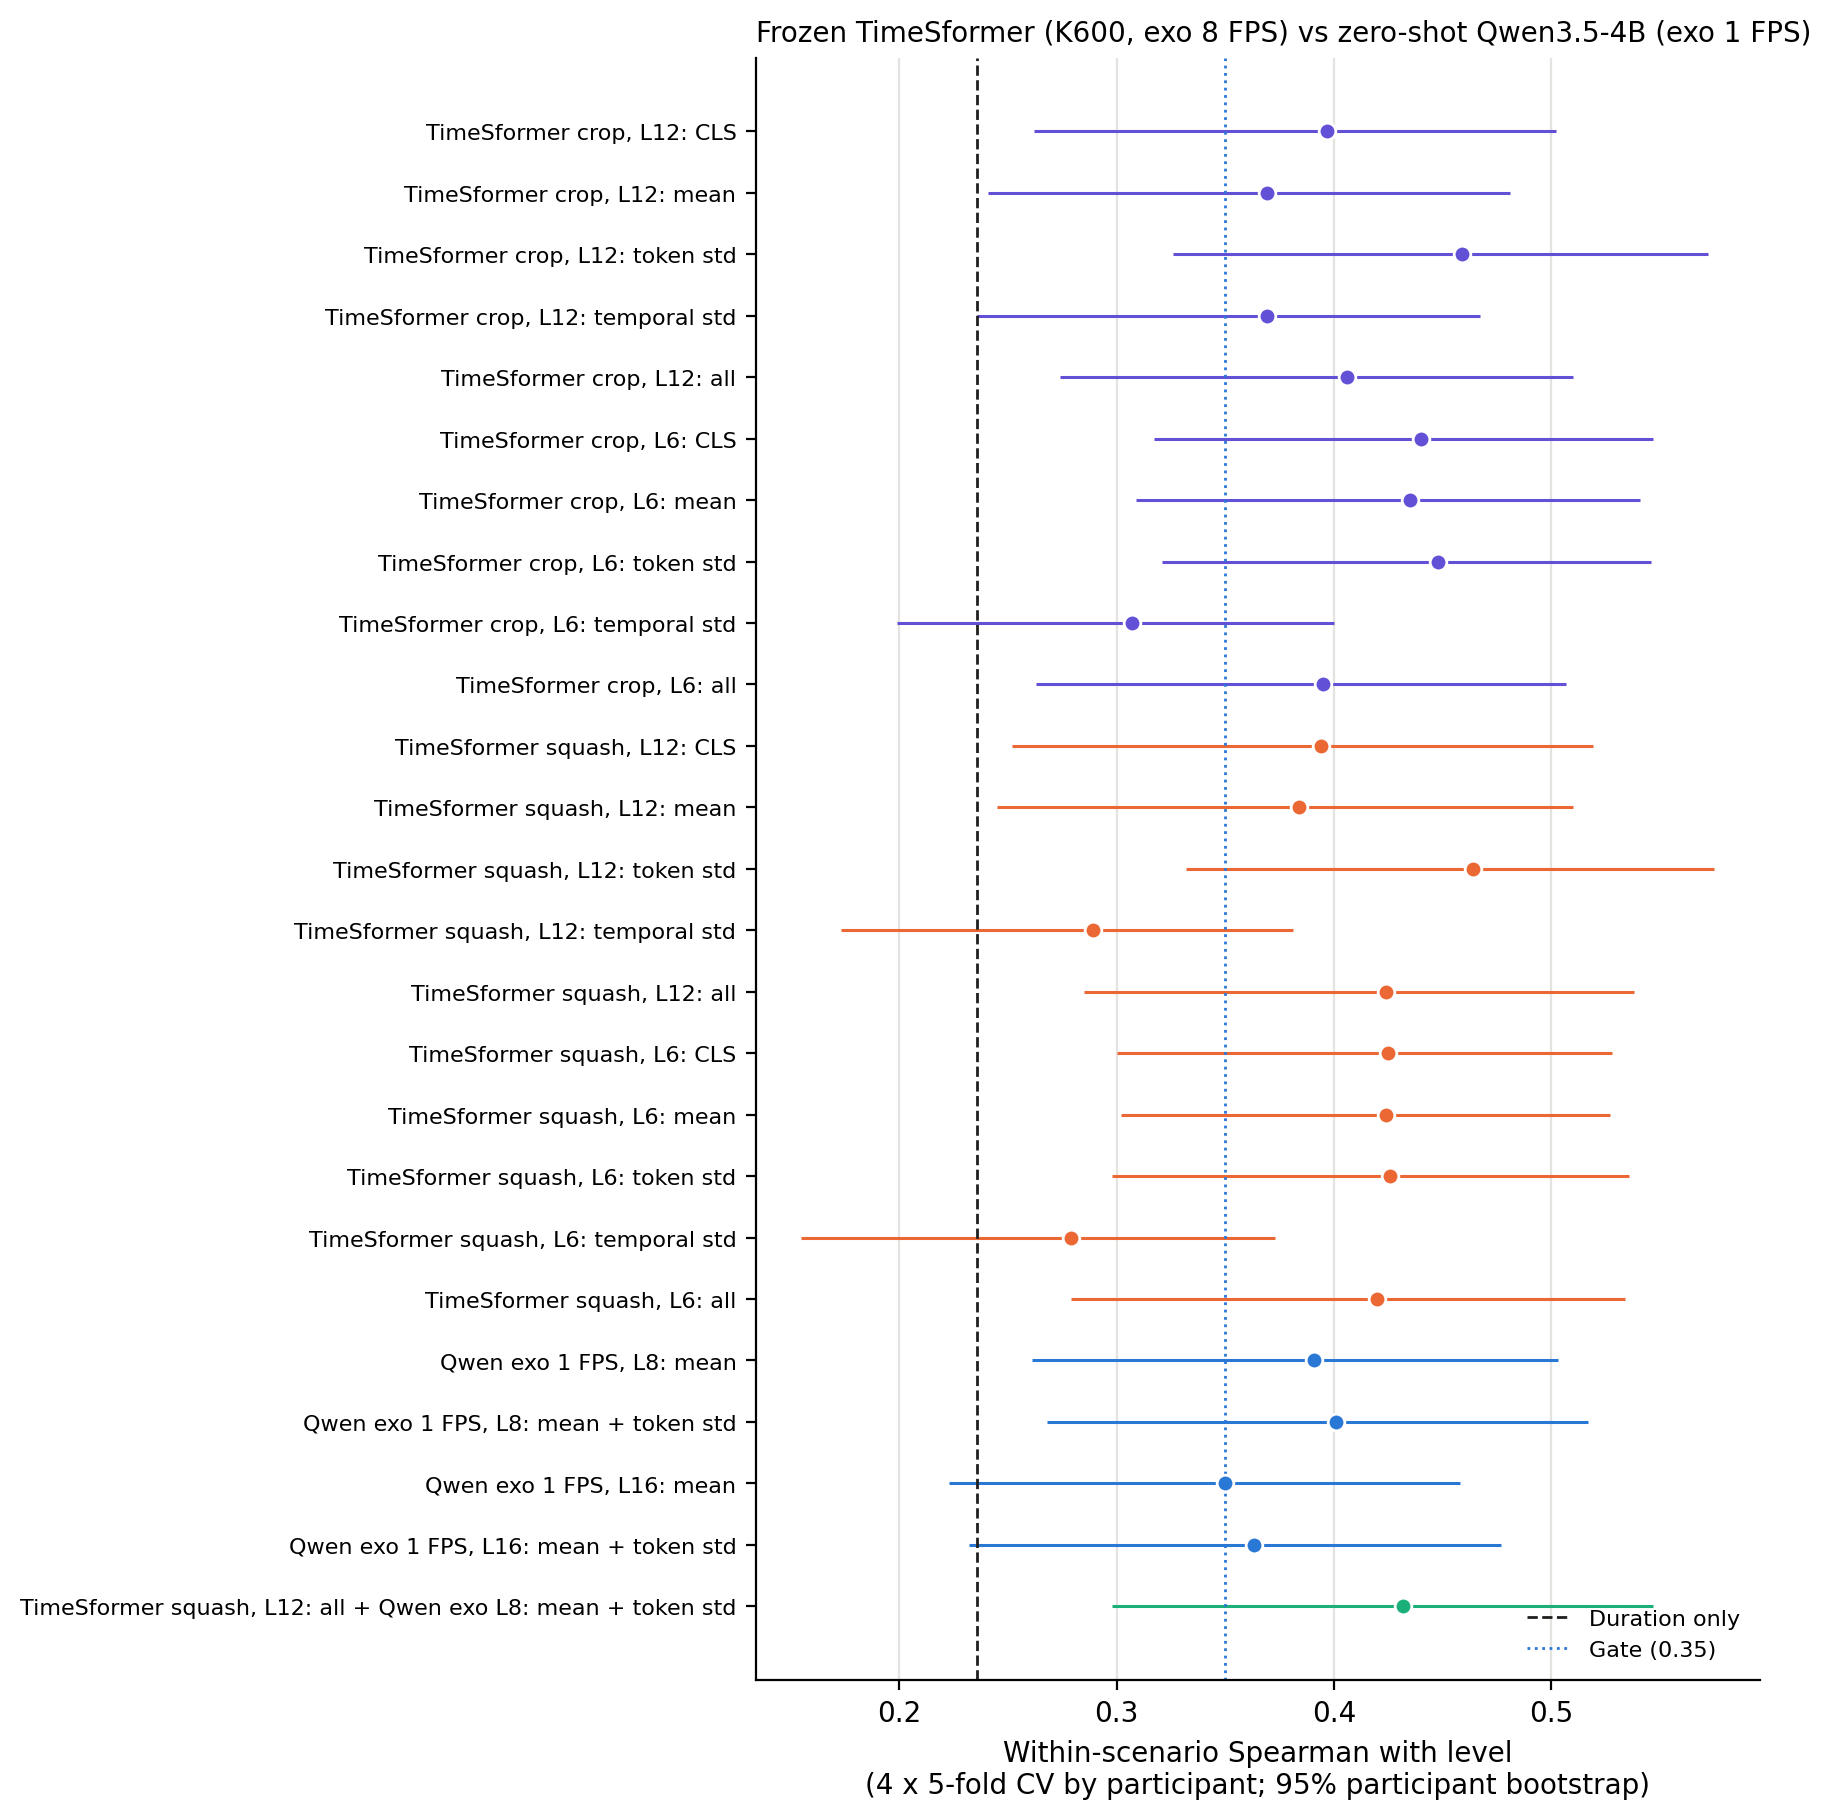 Frozen TimeSformer (K600, exo 8 FPS) vs zero-shot Qwen3.5-4B (exo 1 FPS)
TimeSformer crop, L12: CLS
TimeSformer crop, L12: mean
TimeSformer crop, L12: token std
TimeSformer crop, L12: temporal std
TimeSformer crop, L12: all
TimeSformer crop, L6: CLS
TimeSformer crop, L6: mean
TimeSformer crop, L6: token std
TimeSformer crop, L6: temporal std
TimeSformer crop, L6: all
TimeSformer squash, L12: CLS
TimeSformer squash, L12: mean
TimeSformer squash, L12: token std
TimeSformer squash, L12: temporal std
TimeSformer squash, L12: all
TimeSformer squash, L6: CLS
TimeSformer squash, L6: mean
TimeSformer squash, L6: token std
TimeSformer squash, L6: temporal std
TimeSformer squash, L6: all
Qwen exo 1 FPS, L8: mean
Qwen exo 1 FPS, L8: mean + token std
Qwen exo 1 FPS, L16: mean
Qwen exo 1 FPS, L16: mean + token std
TimeSformer squash, L12: all + Qwen exo L8: mean + token std
Duration only
Gate (0.35)
0.2 0.3 0.4 0.5
Within-scenario Spearman with level
(4 x 5-fold CV by participant; 95% participant bootstrap)